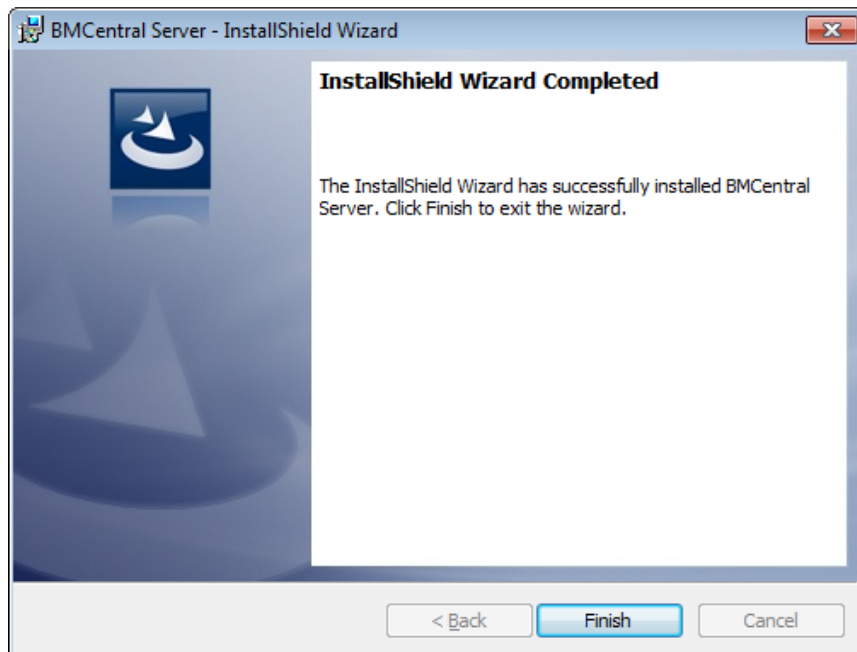 BMCentral Server - InstallShield Wizard
InstallShield Wizard Completed
The InstallShield Wizard has successfully installed BMCentral
Server. Click Finish to exit the wizard.
< Back
Finish
Cancel